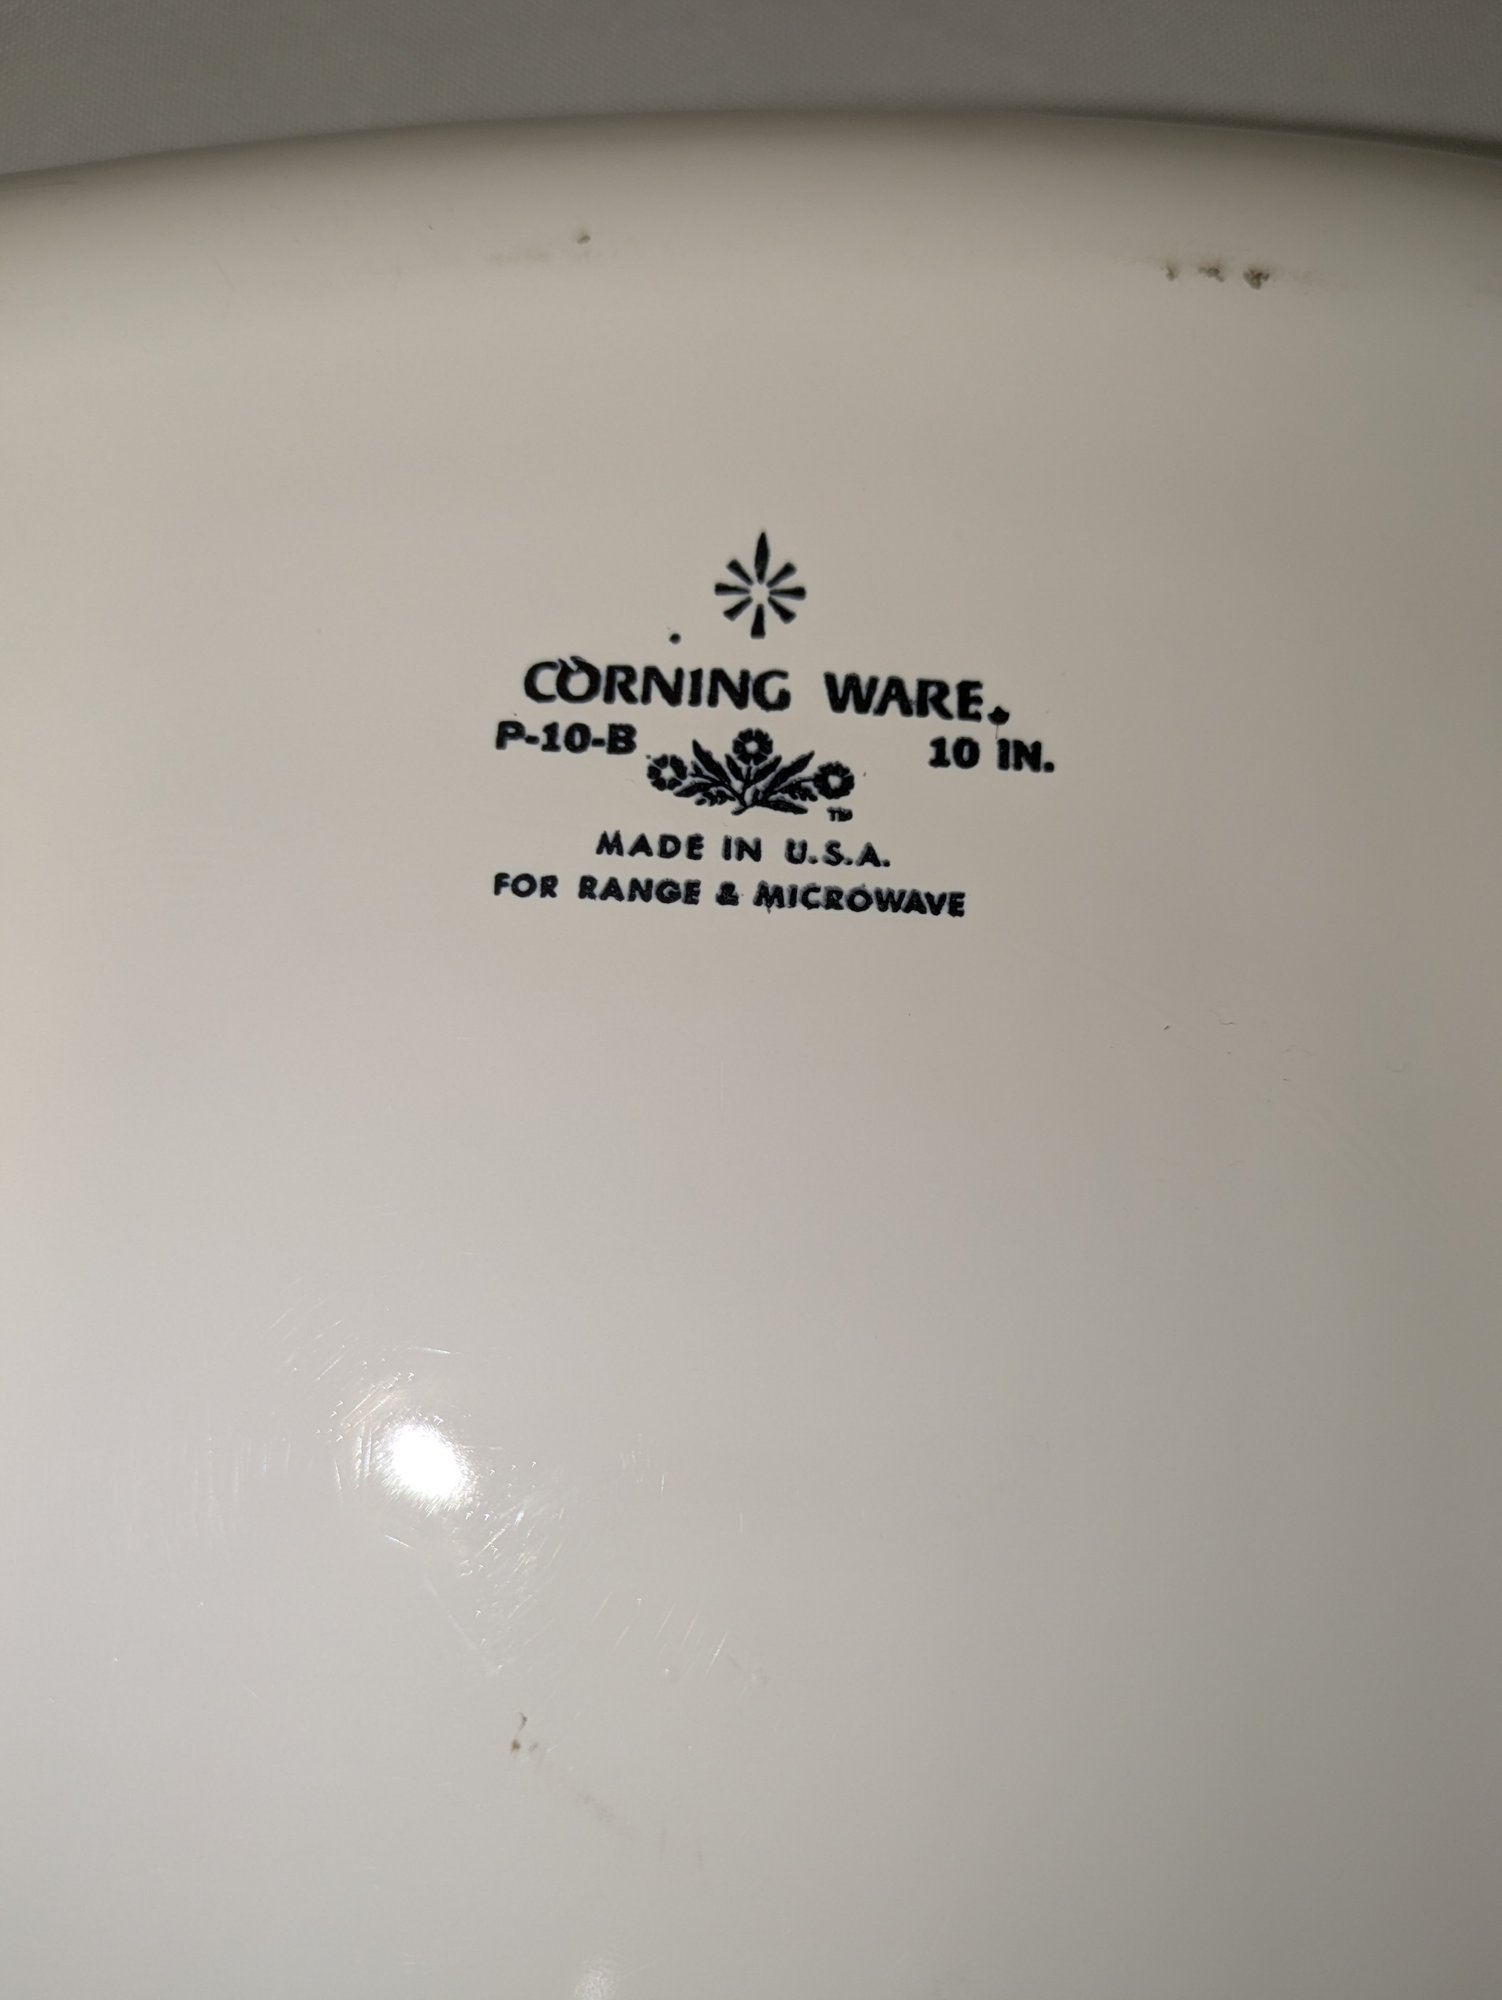 CORNING WARE.
P-10-B 10 IN.
TM
MADE IN U.S.A.
FOR RANGE & MICROWAVE